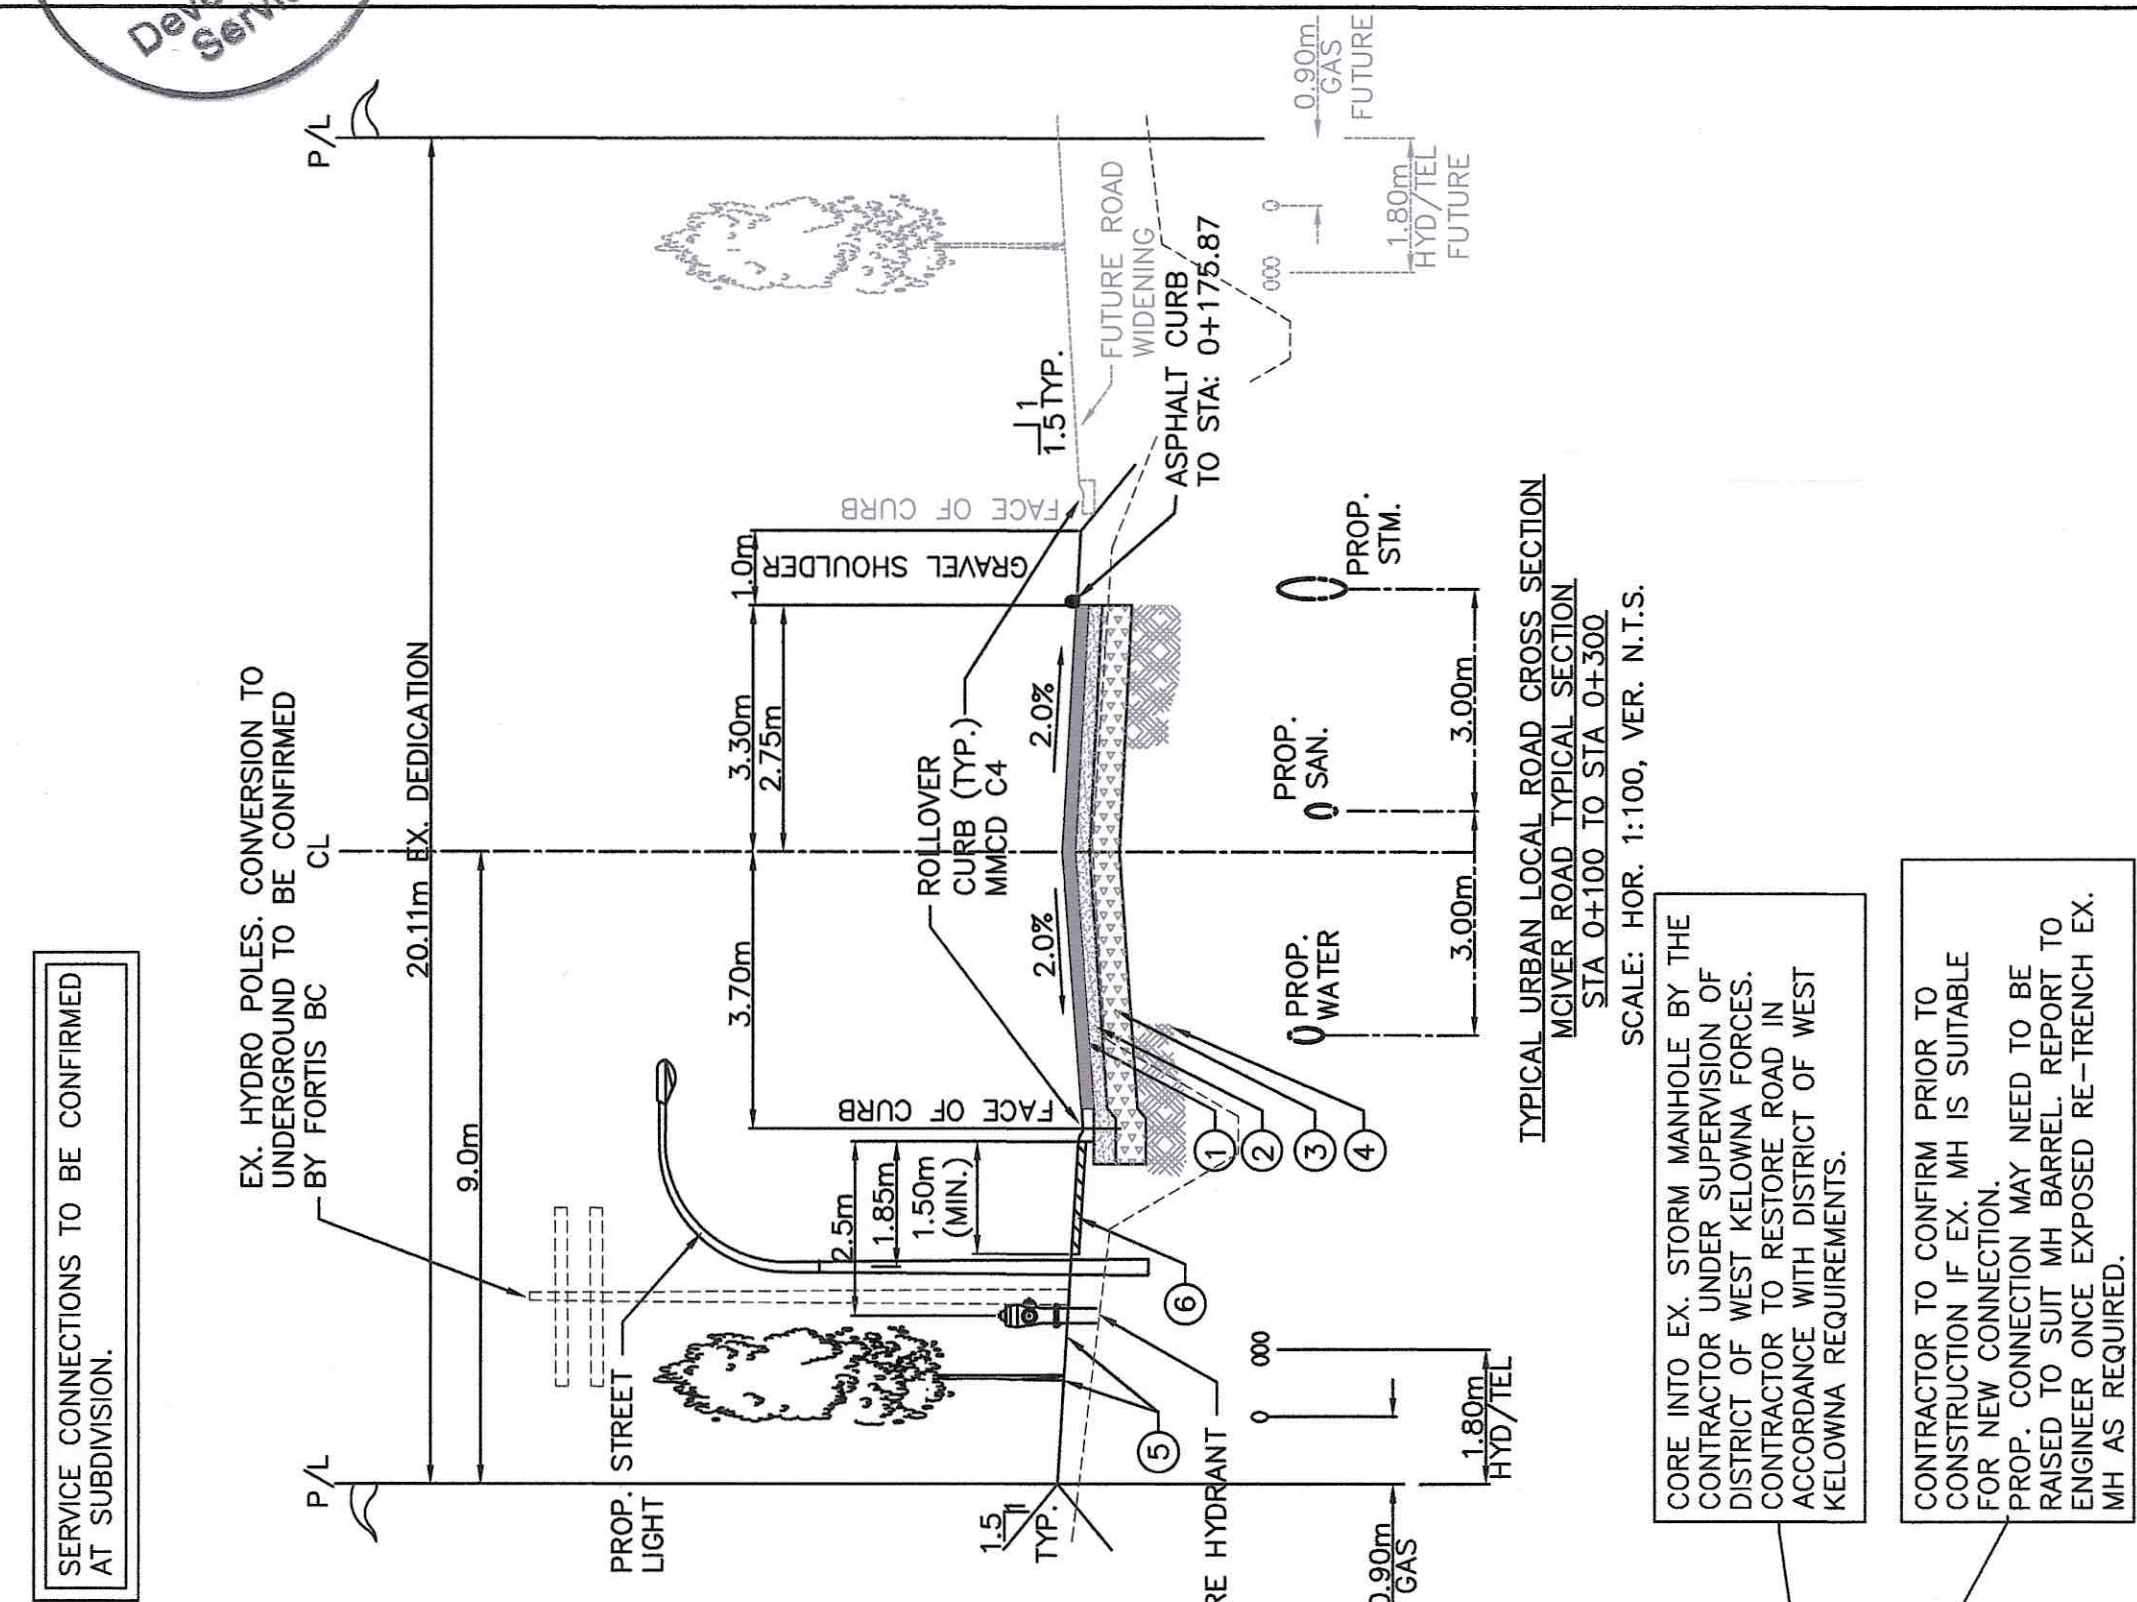 SERVICE CONNECTIONS TO BE CONFIRMED
AT SUBDIVISION.
EX. HYDRO POLES. CONVERSION TO
UNDERGROUND TO BE CONFIRMED
BY FORTIS BC
CL
P/L
P/L
20.11m EX. DEDICATION
9.0m
PROP. STREET
LIGHT
3.70m
3.30m
2.75m
1.0m
GRAVEL SHOULDER
FACE OF CURB
FACE OF CURB
2.5m
1.85m
1.50m
(MIN.)
ROLLOVER
CURB (TYP.)
MMCD C4
2.0%
2.0%
1
1.5 TYP.
1.5
1
TYP.
FUTURE ROAD
WIDENING
ASPHALT CURB
TO STA: 0+175.87
1
2
3
4
5
6
RE HYDRANT
0.90m
GAS
1.80m
HYD/TEL
0.90m
GAS
FUTURE
1.80m
HYD/TEL
FUTURE
PROP.
WATER
PROP.
SAN.
PROP.
STM.
3.00m
3.00m
TYPICAL URBAN LOCAL ROAD CROSS SECTION
MCIVER ROAD TYPICAL SECTION
STA 0+100 TO STA 0+300
SCALE: HOR. 1:100, VER. N.T.S.
CORE INTO EX. STORM MANHOLE BY THE
CONTRACTOR UNDER SUPERVISION OF
DISTRICT OF WEST KELOWNA FORCES.
CONTRACTOR TO RESTORE ROAD IN
ACCORDANCE WITH DISTRICT OF WEST
KELOWNA REQUIREMENTS.
CONTRACTOR TO CONFIRM PRIOR TO
CONSTRUCTION IF EX. MH IS SUITABLE
FOR NEW CONNECTION.
PROP. CONNECTION MAY NEED TO BE
RAISED TO SUIT MH BARREL. REPORT TO
ENGINEER ONCE EXPOSED RE-TRENCH EX.
MH AS REQUIRED.